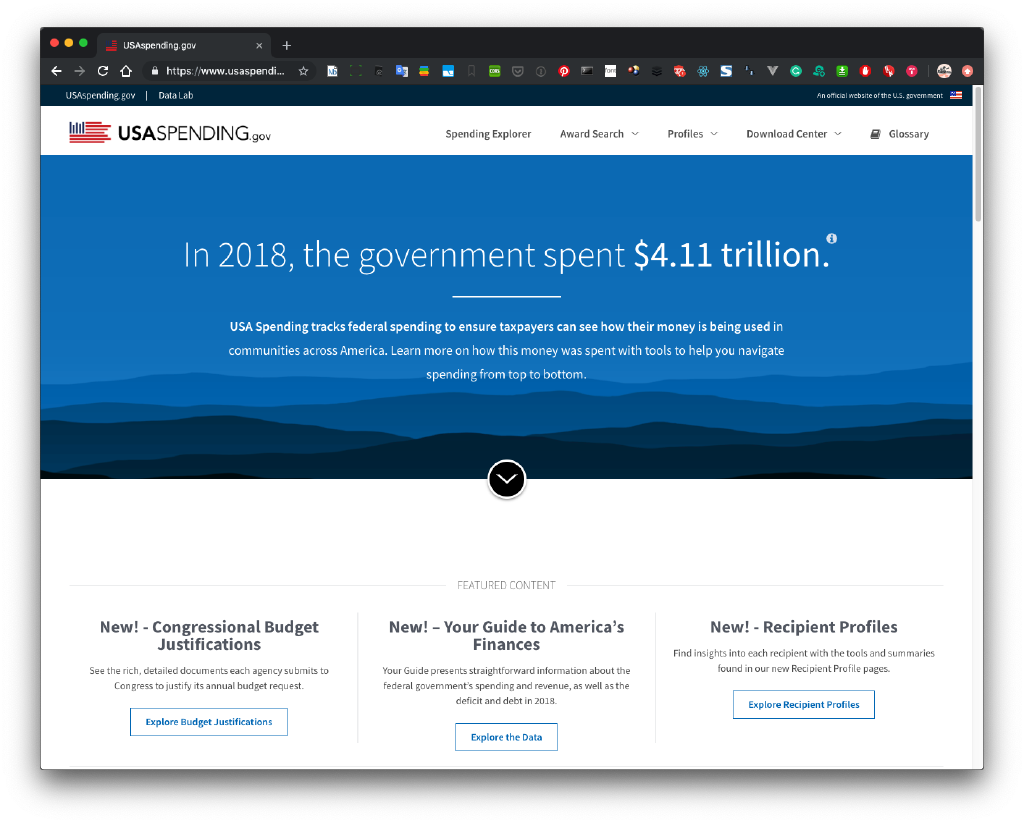 USAspending.gov
https://www.usaspendi...
USAspending.gov | Data Lab
An official website of the U.S. government
USASPENDING.gov
Spending Explorer
Award Search
Profiles
Download Center
Glossary
In 2018, the government spent $4.11 trillion.
USA Spending tracks federal spending to ensure taxpayers can see how their money is being used in
communities across America. Learn more on how this money was spent with tools to help you navigate
spending from top to bottom.
FEATURED CONTENT
New! - Congressional Budget
Justifications
See the rich, detailed documents each agency submits to
Congress to justify its annual budget request.
Explore Budget Justifications
New! – Your Guide to America’s
Finances
Your Guide presents straightforward information about the
federal government's spending and revenue, as well as the
deficit and debt in 2018.
Explore the Data
New! - Recipient Profiles
Find insights into each recipient with the tools and summaries
found in our new Recipient Profile pages.
Explore Recipient Profiles